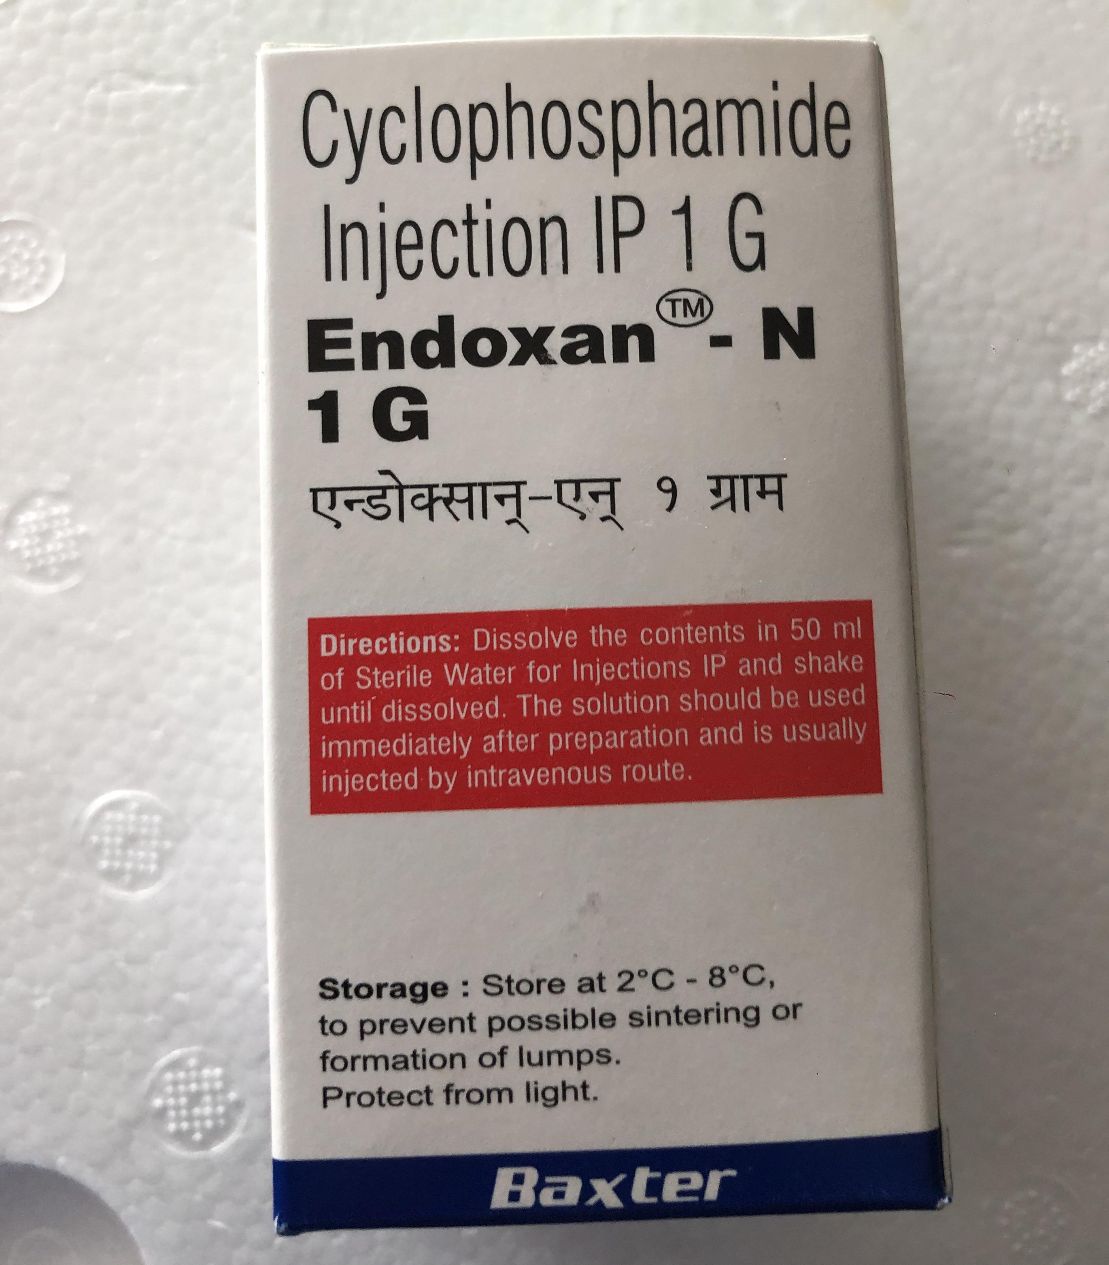 Cyclophosphamide
Injection IP 1 G
Endoxan™- N
1 G
एन्डोक्सान्-एन् १ ग्राम
Directions: Dissolve the contents in 50 ml
of Sterile Water for Injections IP and shake
until dissolved. The solution should be used
immediately after preparation and is usually
injected by intravenous route.
Storage : Store at 2°C - 8°C,
to prevent possible sintering or
formation of lumps.
Protect from light.
Baxter